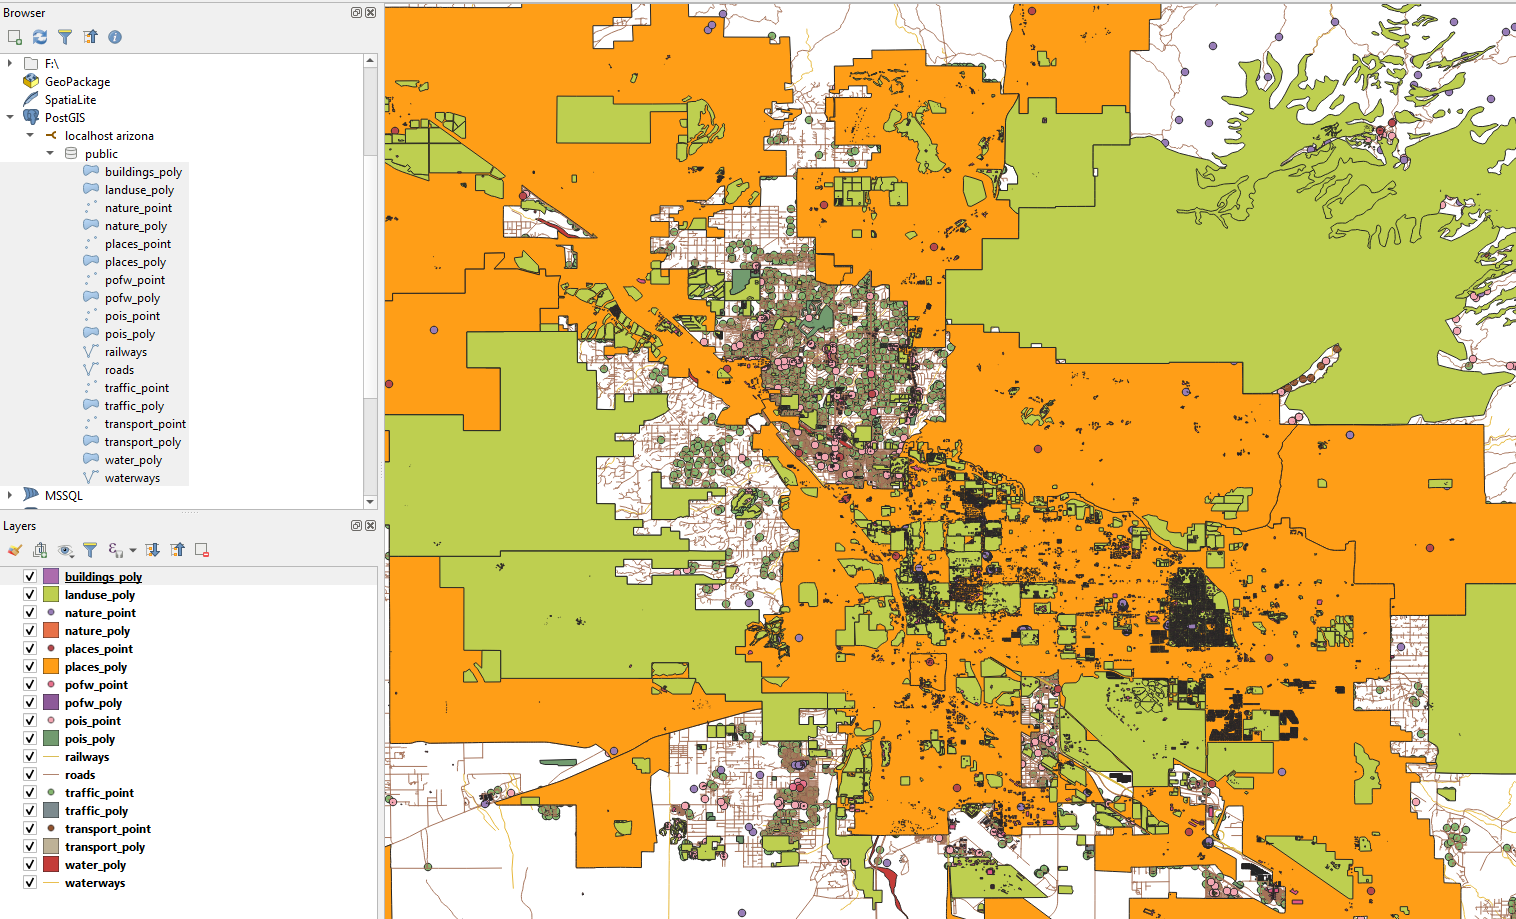 Browser
F:\
GeoPackage
SpatiaLite
PostGIS
localhost arizona
public
buildings_poly
landuse_poly
nature_point
nature_poly
places_point
places_poly
pofw_point
pofw_poly
pois_point
pois_poly
railways
roads
traffic_point
traffic_poly
transport_point
transport_poly
water_poly
waterways
MSSQL
Layers
buildings_poly
landuse_poly
nature_point
nature_poly
places_point
places_poly
pofw_point
pofw_poly
pois_point
pois_poly
railways
roads
traffic_point
traffic_poly
transport_point
transport_poly
water_poly
waterways